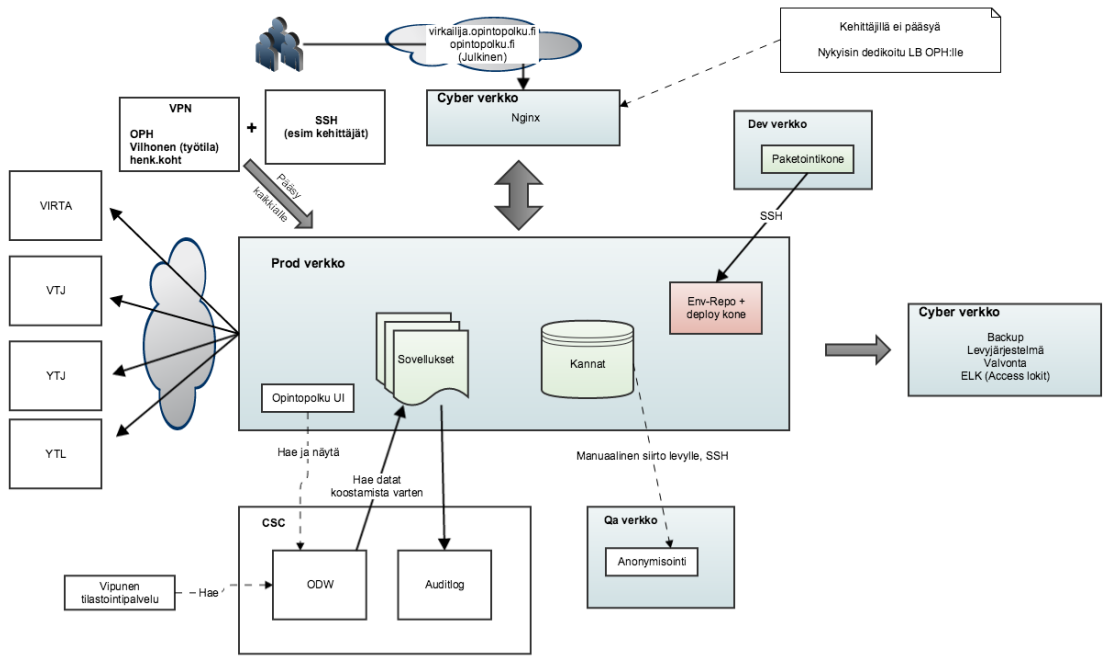 virkailija.opintopolku.fi
opintopolku.fi
(Julkinen)
Kehittäjillä ei pääsyä
Nykyisin dedikoitu LB OPH:lle
Cyber verkko
Nginx
VPN
OPH
Vilhonen (työtila)
henk.koht
+
SSH
(esim kehittäjät)
Dev verkko
Paketointikone
Pääsy
kaikkialle
SSH
VIRTA
VTJ
YTJ
YTL
Prod verkko
Env-Repo +
deploy kone
Sovellukset
Kannat
Opintopolku UI
Cyber verkko
Backup
Levyjärjestelmä
Valvonta
ELK (Access lokit)
Hae ja näytä
Hae datat
koostamista varten
Manuaalinen siirto levylle, SSH
CSC
ODW
Auditlog
Qa verkko
Anonymisointi
Vipunen
tilastointipalvelu
Hae